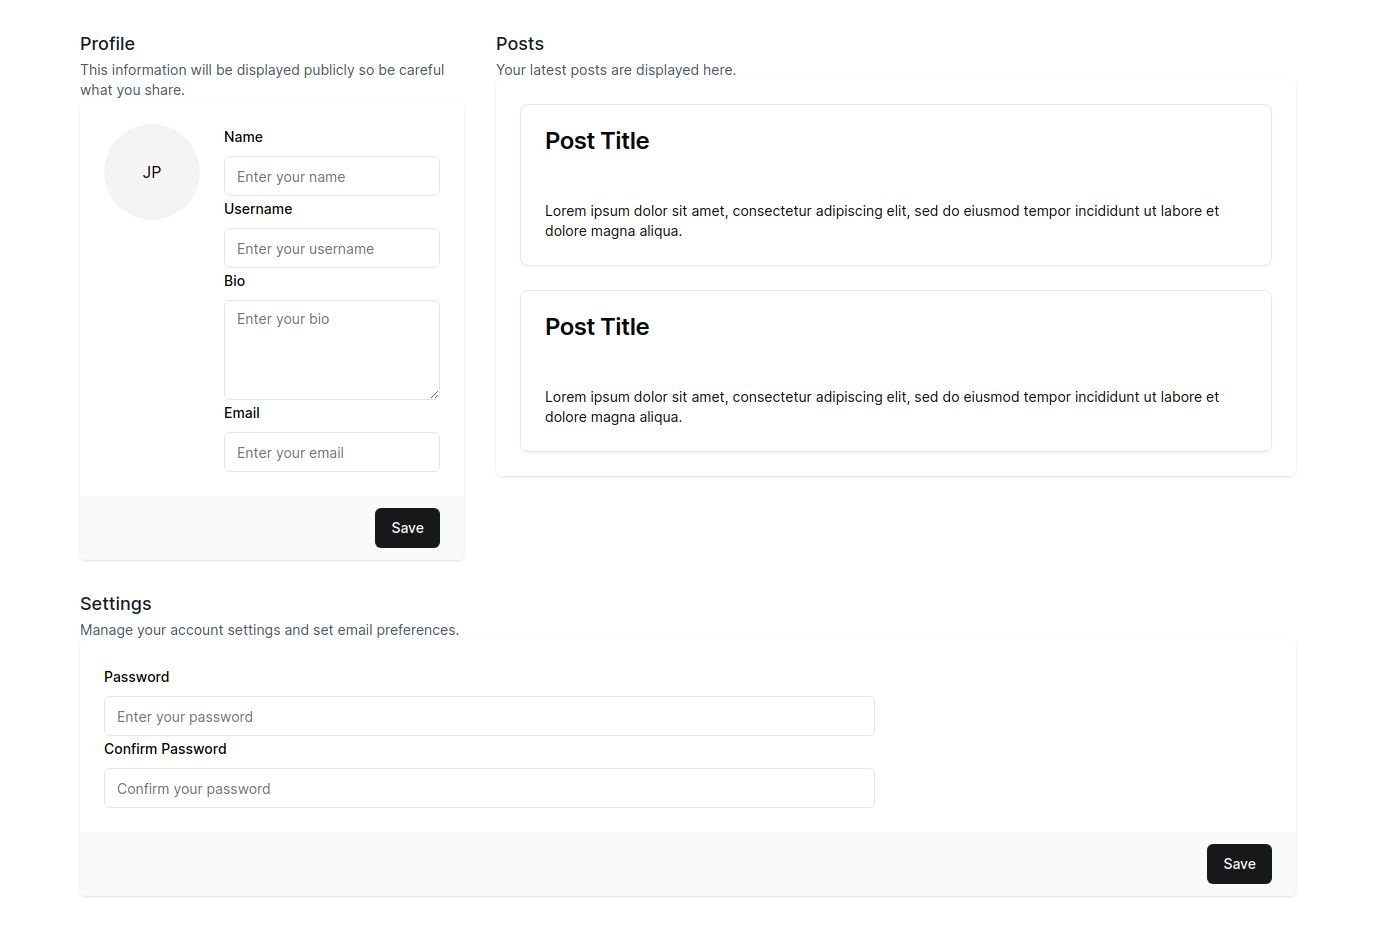 Profile
This information will be displayed publicly so be careful
what you share.
JP
Name
Enter your name
Username
Enter your username
Bio
Enter your bio
Email
Enter your email
Save
Posts
Your latest posts are displayed here.
Post Title
Lorem ipsum dolor sit amet, consectetur adipiscing elit, sed do eiusmod tempor incididunt ut labore et
dolore magna aliqua.
Post Title
Lorem ipsum dolor sit amet, consectetur adipiscing elit, sed do eiusmod tempor incididunt ut labore et
dolore magna aliqua.
Settings
Manage your account settings and set email preferences.
Password
Enter your password
Confirm Password
Confirm your password
Save